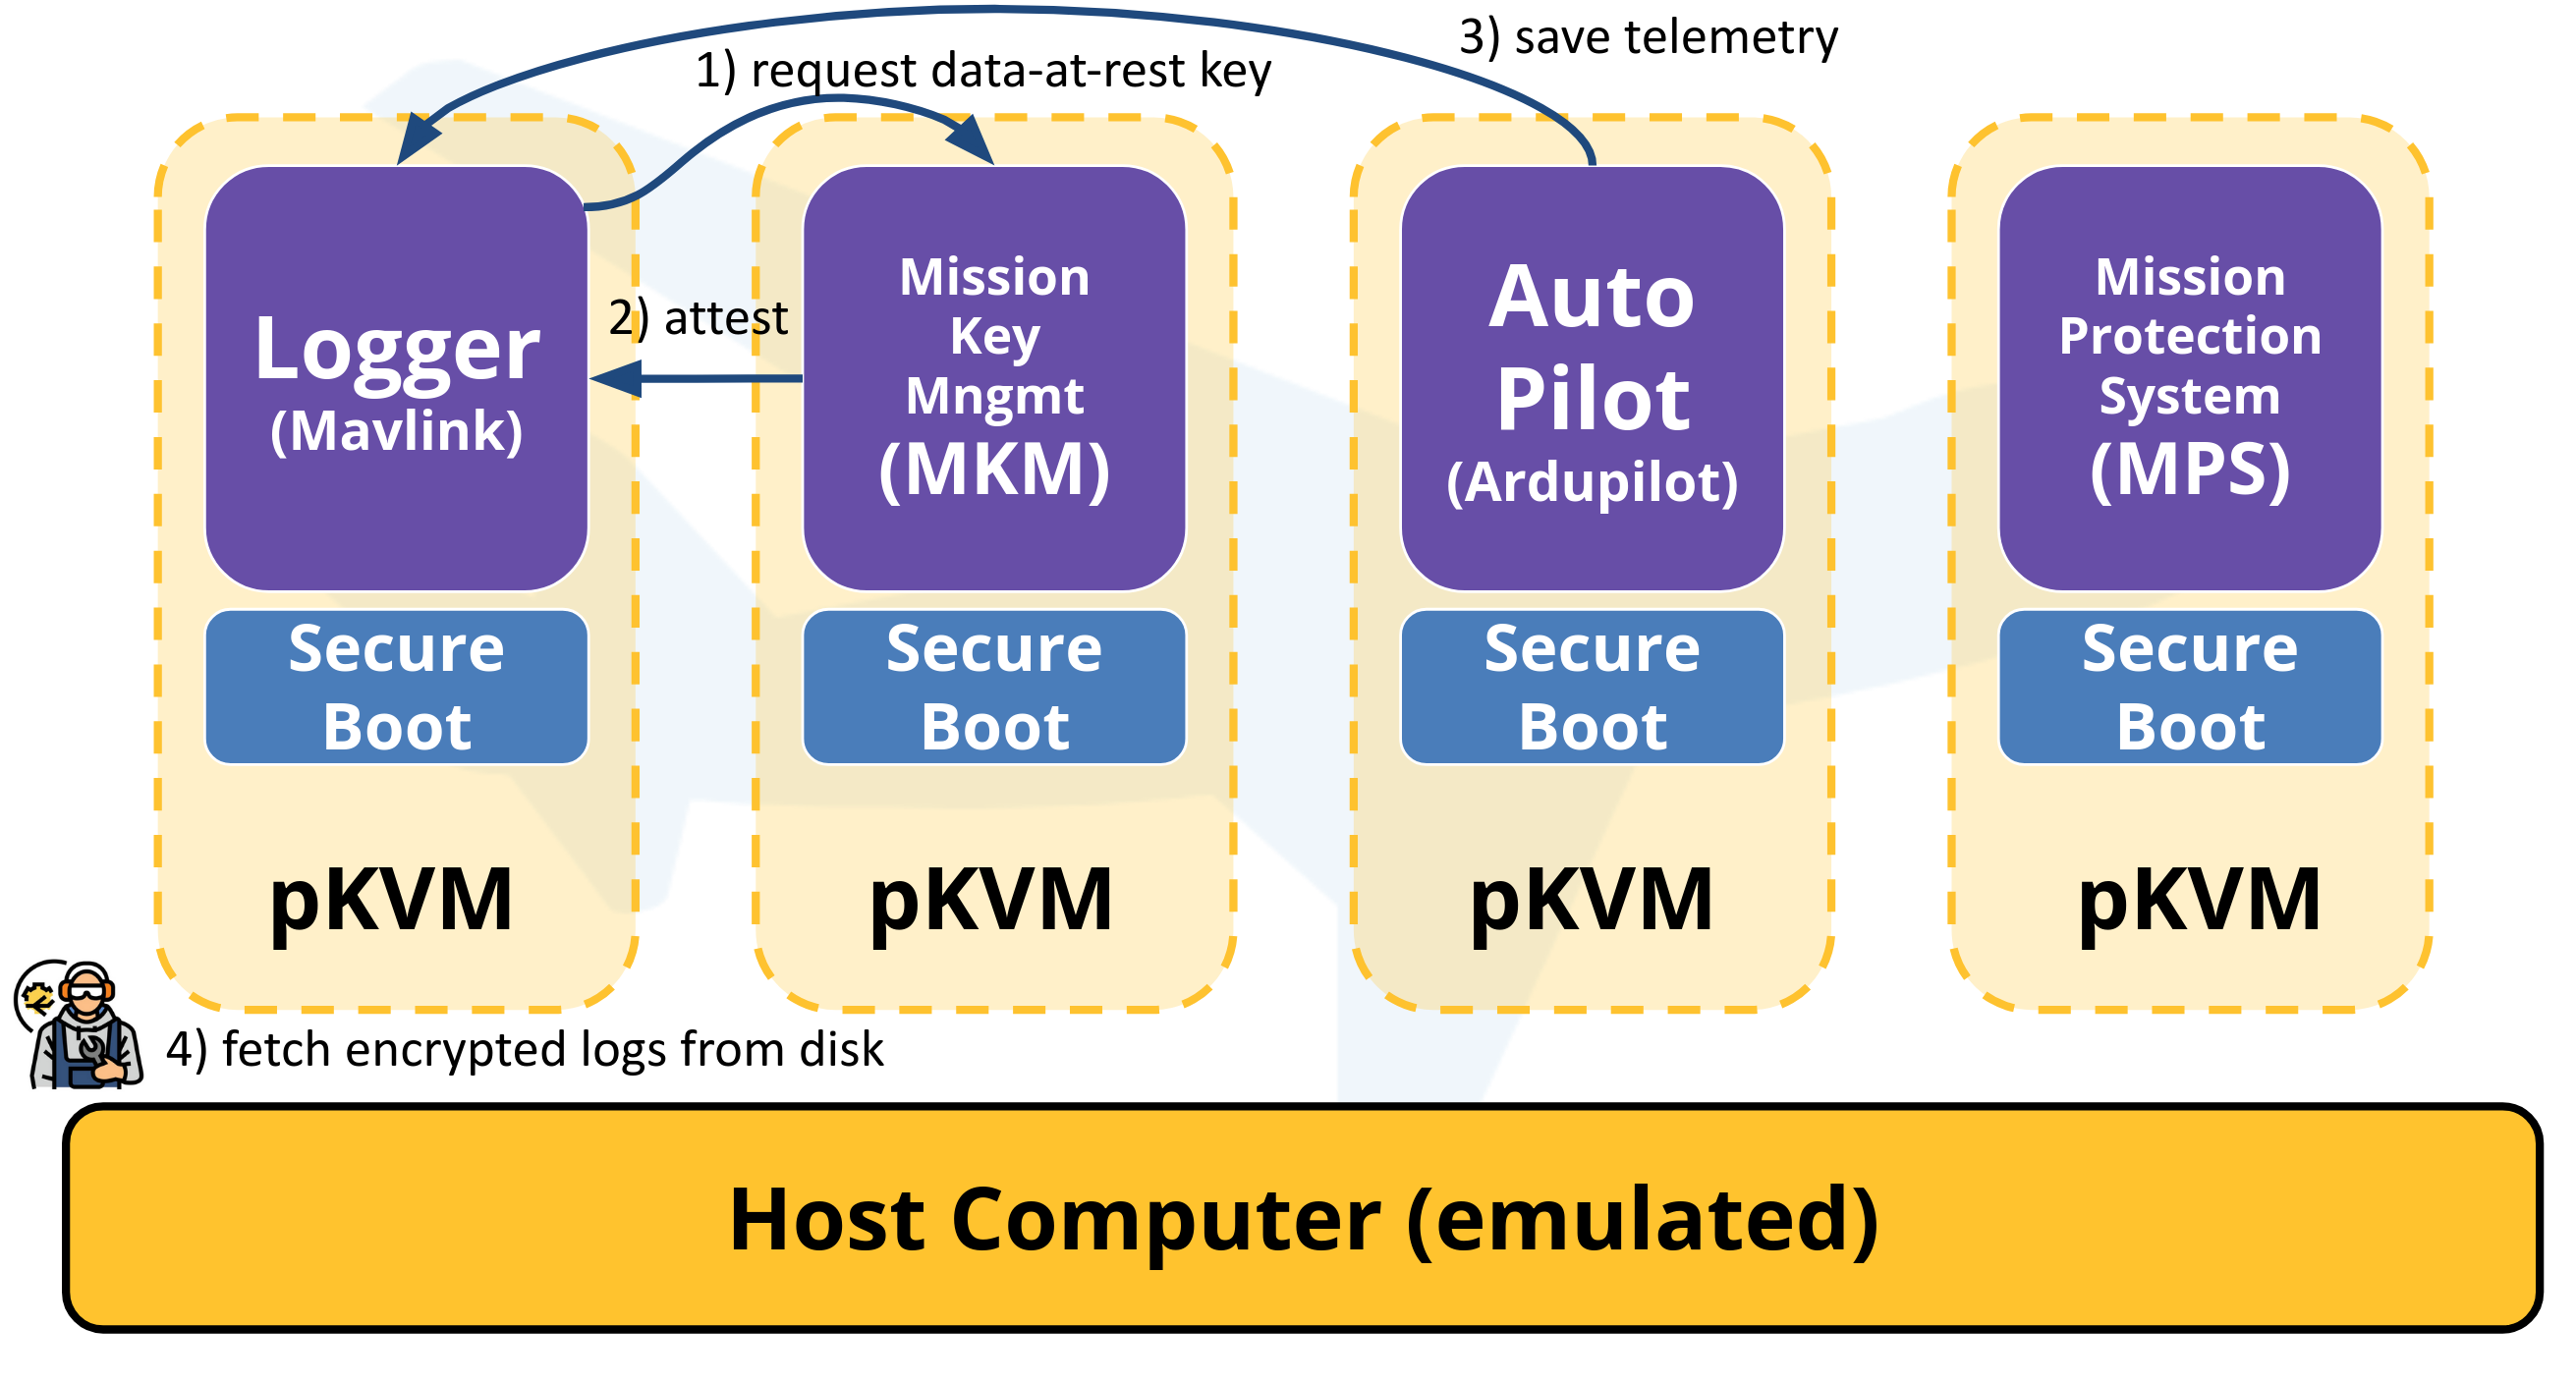 3) save telemetry
1) request data-at-rest key
2) attest
Logger
(Mavlink)
Mission
Key
Mngmt
(MKM)
Auto
Pilot
(Ardupilot)
Mission
Protection
System
(MPS)
Secure
Boot
Secure
Boot
Secure
Boot
Secure
Boot
pKVM
pKVM
pKVM
pKVM
4) fetch encrypted logs from disk
Host Computer (emulated)